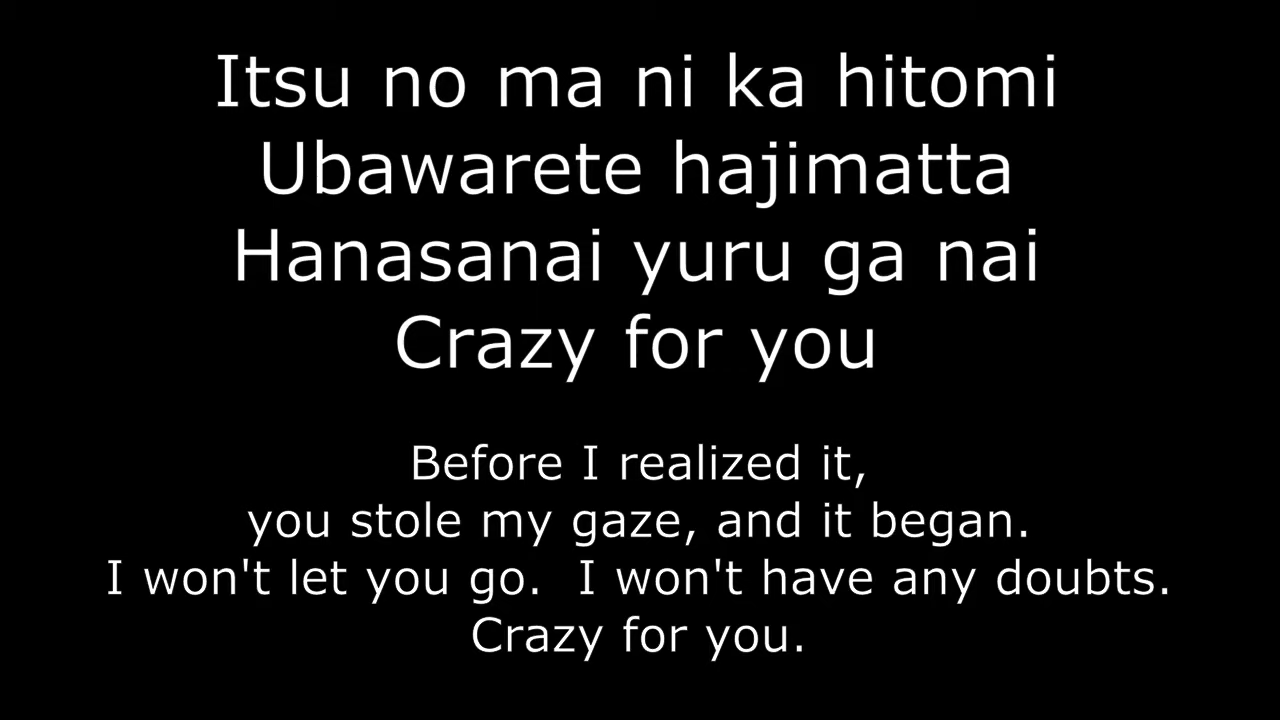 Itsu no ma ni ka hitomi
Ubawarete hajimatta
Hanasanai yuru ga nai
Crazy for you
Before I realized it,
you stole my gaze, and it began.
I won't let you go.  I won't have any doubts.
Crazy for you.